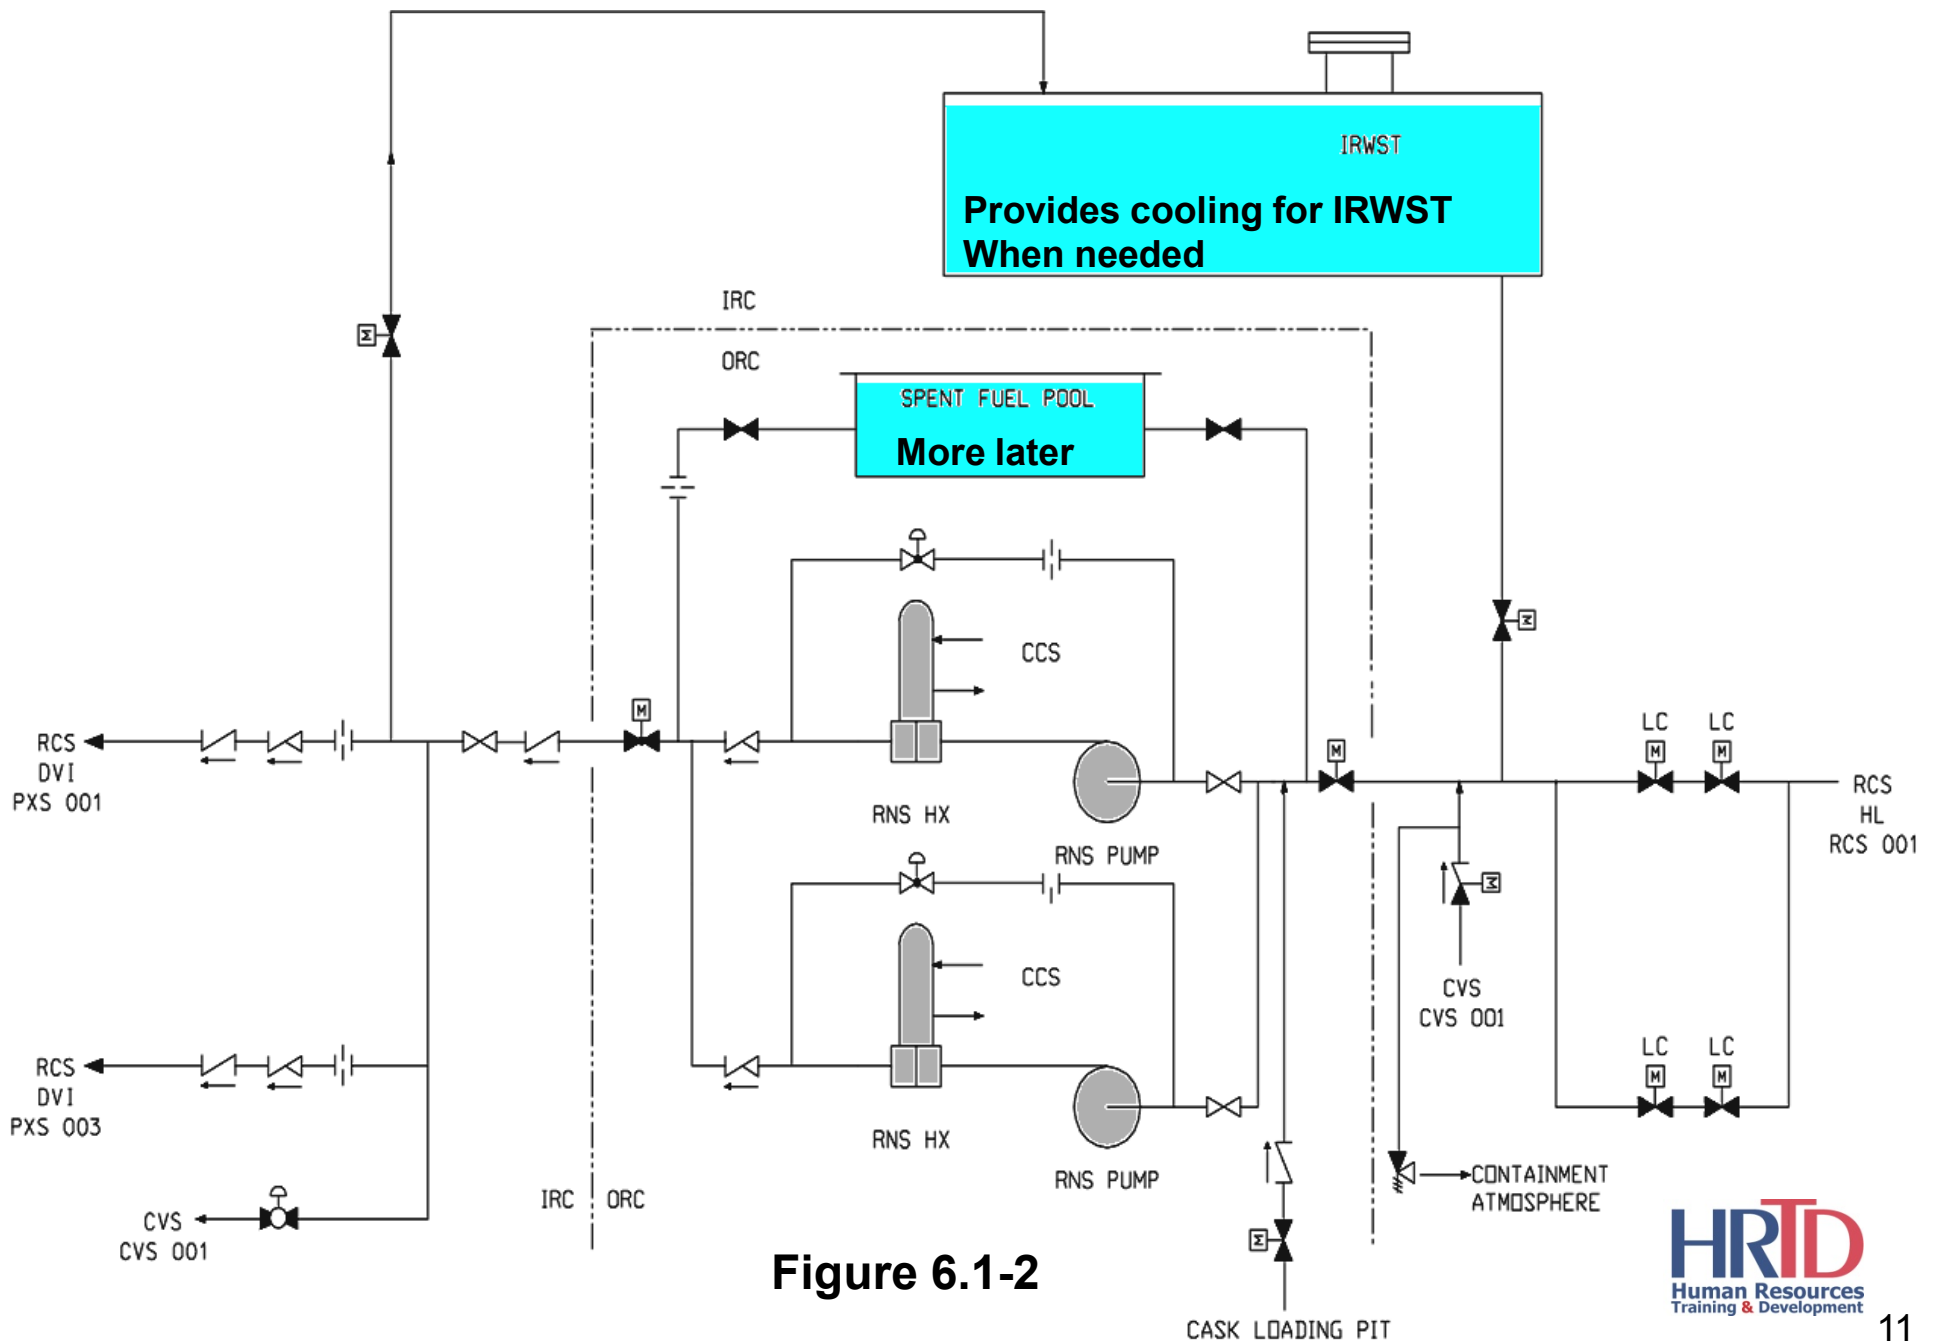 IRWST
Provides cooling for IRWST
When needed
IRC
ORC
SPENT FUEL POOL
More later
M
M
CCS
M
RCS
DVI
PXS 001
RNS HX
RNS PUMP
M
LC LC
M M
RCS
HL
RCS 001
M
CVS
CVS 001
CCS
RCS
DVI
PXS 003
RNS HX
RNS PUMP
LC LC
M M
CONTAINMENT
ATMOSPHERE
IRC ORC
CVS
CVS 001
M
CASK LOADING PIT
Figure 6.1-2
HRTD
Human Resources
Training & Development
11